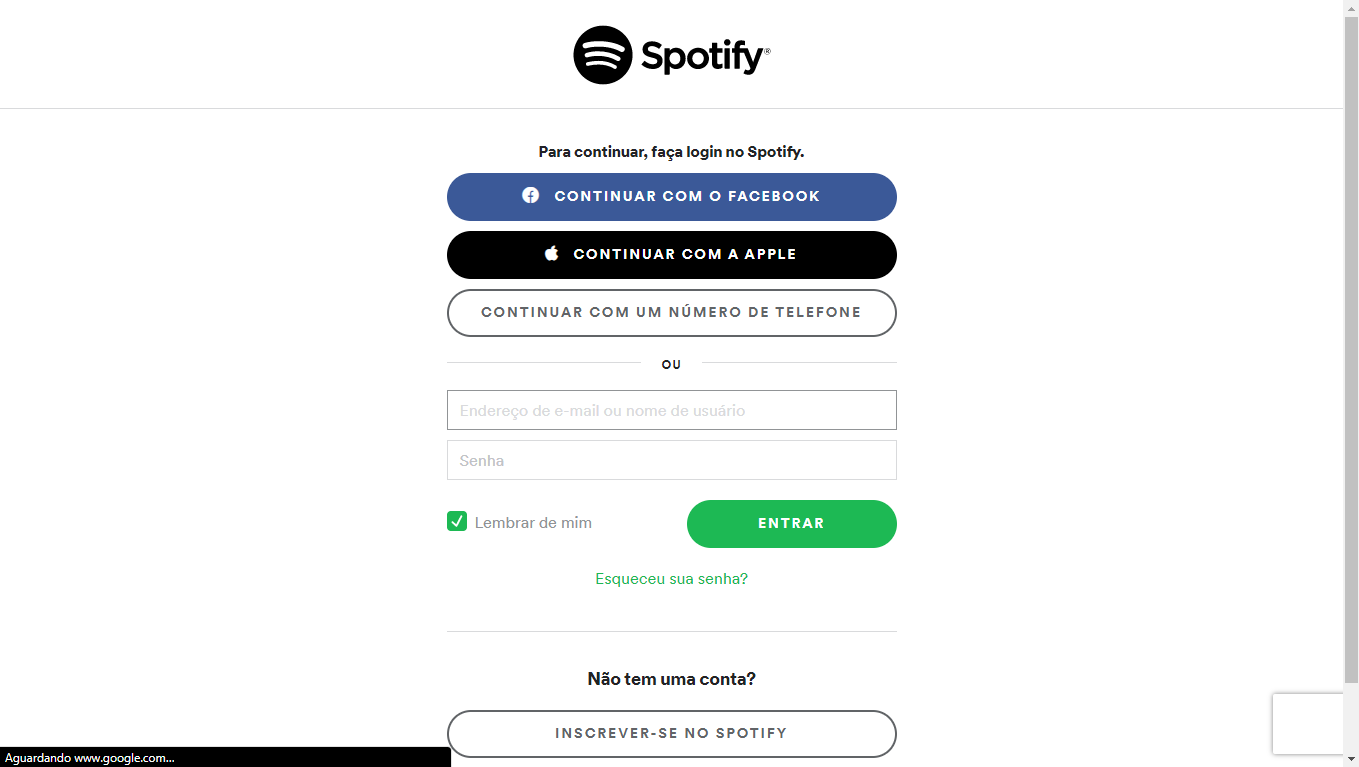 Spotify®
Para continuar, faça login no Spotify.
CONTINUAR COM O FACEBOOK
CONTINUAR COM A APPLE
CONTINUAR COM UM NÚMERO DE TELEFONE
OU
Endereço de e-mail ou nome de usuário
Senha
Lembrar de mim
ENTRAR
Esqueceu sua senha?
Não tem uma conta?
INSCREVER-SE NO SPOTIFY
Aguardando www.google.com...